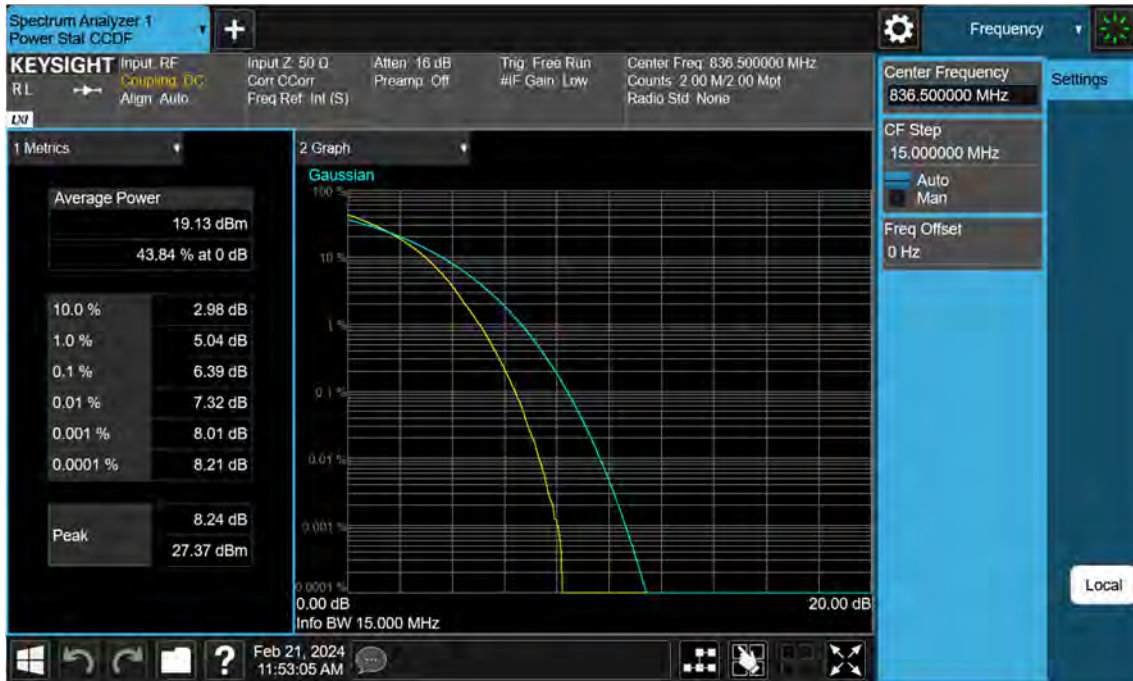 Spectrum Analyzer 1
Power Stat CCDF
+
Frequency
KEYSIGHT
RL
LXI
Input: RF
Coupling: DC
Align: Auto
Input Z: 50 Ω
Corr CCorr
Freq Ref: Int (S)
Atten: 16 dB
Preamp: Off
Trig: Free Run
#IF Gain: Low
Center Freq: 836.500000 MHz
Counts: 2.00 M/2.00 Mpt
Radio Std: None
Center Frequency
836.500000 MHz
Settings
CF Step
15.000000 MHz
Auto
Man
Freq Offset
0 Hz
Local
1 Metrics
Average Power
19.13 dBm
43.84 % at 0 dB
10.0 % 2.98 dB
1.0 % 5.04 dB
0.1 % 6.39 dB
0.01 % 7.32 dB
0.001 % 8.01 dB
0.0001 % 8.21 dB
Peak
8.24 dB
27.37 dBm
2 Graph
Gaussian
100 %
10 %
1 %
0.1 %
0.01 %
0.001 %
0.0001 %
0.00 dB 20.00 dB
Info BW 15.000 MHz
?
Feb 21, 2024
11:53:05 AM